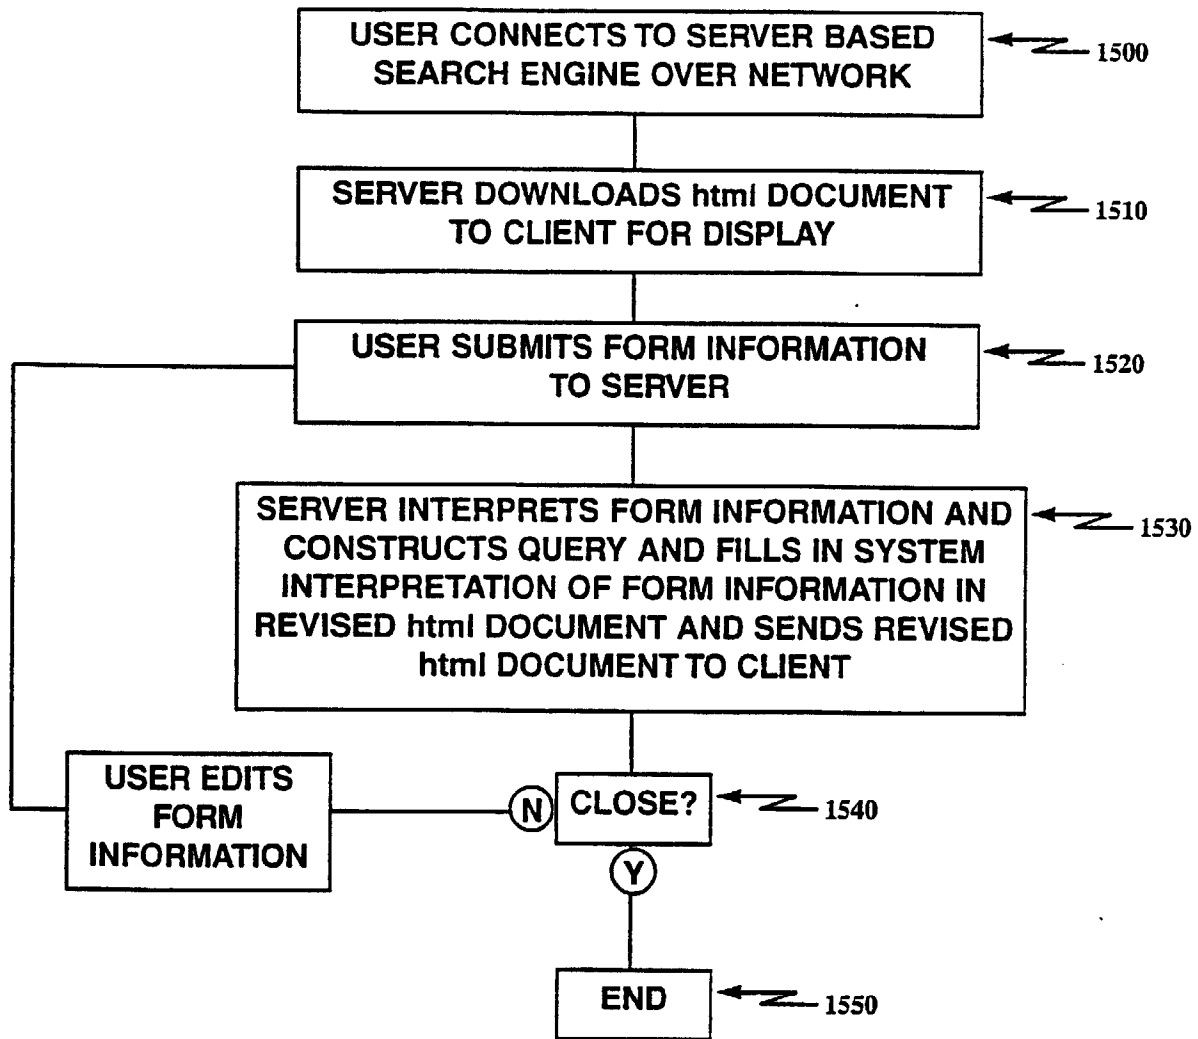 USER CONNECTS TO SERVER BASED
SEARCH ENGINE OVER NETWORK
1500
SERVER DOWNLOADS html DOCUMENT
TO CLIENT FOR DISPLAY
1510
USER SUBMITS FORM INFORMATION
TO SERVER
1520
SERVER INTERPRETS FORM INFORMATION AND
CONSTRUCTS QUERY AND FILLS IN SYSTEM
INTERPRETATION OF FORM INFORMATION IN
REVISED html DOCUMENT AND SENDS REVISED
html DOCUMENT TO CLIENT
1530
USER EDITS
FORM
INFORMATION
N
CLOSE?
1540
Y
END
1550